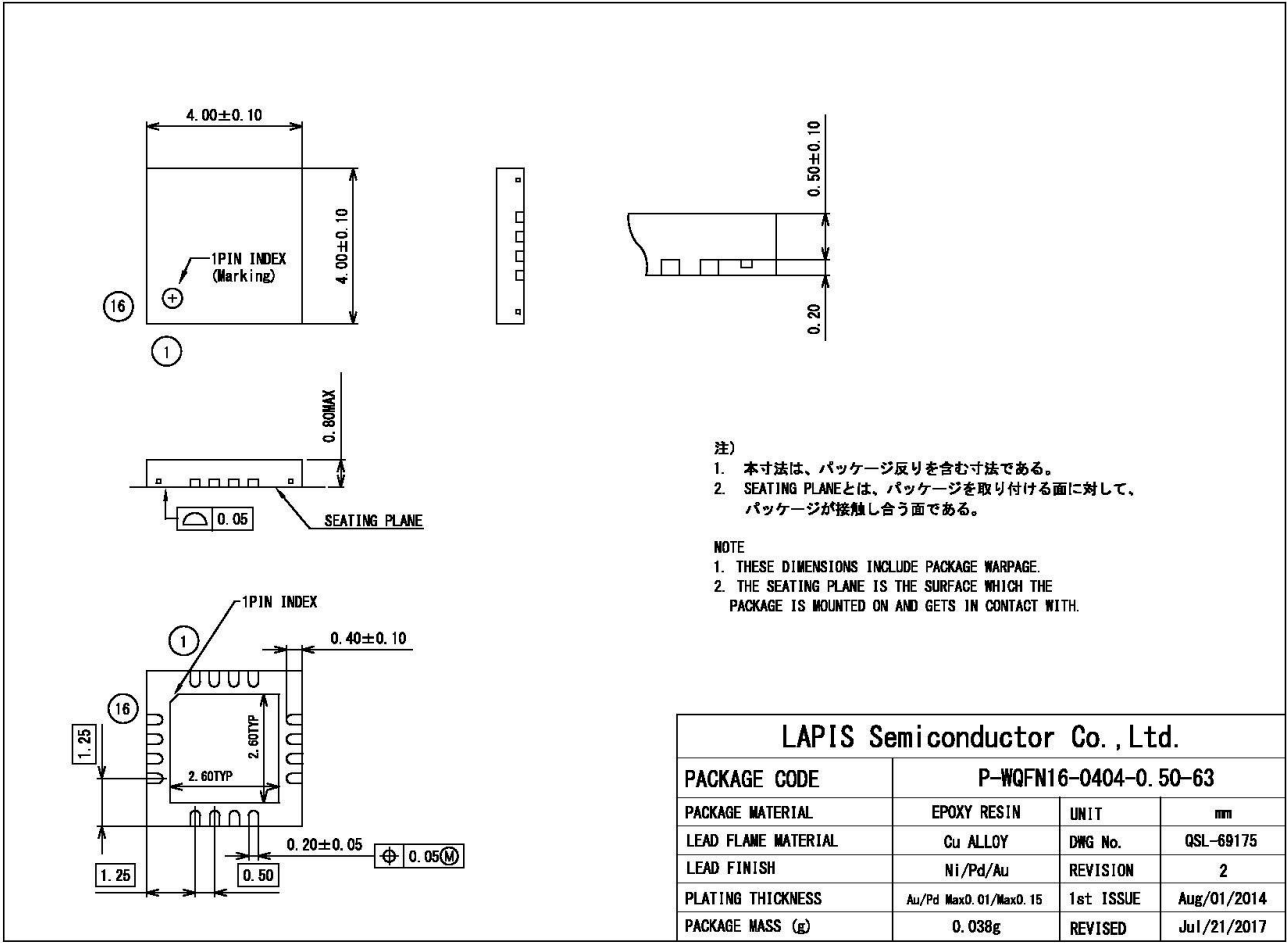 4.00±0.10
4.00±0.10
1PIN INDEX
(Marking)
16
1
0.50±0.10
0.20
0.80MAX
0.05
SEATING PLANE
注)
1. 本寸法は、パッケージ反りを含む寸法である。
2. SEATING PLANEとは、パッケージを取り付ける面に対して、
パッケージが接触し合う面である。
NOTE
1. THESE DIMENSIONS INCLUDE PACKAGE WARPAGE.
2. THE SEATING PLANE IS THE SURFACE WHICH THE
PACKAGE IS MOUNTED ON AND GETS IN CONTACT WITH.
1PIN INDEX
1
0.40±0.10
16
1.25
2.60TYP
2.60TYP
0.20±0.05
0.05Ⓜ
1.25
0.50
LAPIS Semiconductor Co.,Ltd.
PACKAGE CODE P-WQFN16-0404-0.50-63
PACKAGE MATERIAL EPOXY RESIN UNIT mm
LEAD FLAME MATERIAL Cu ALLOY DWG No. QSL-69175
LEAD FINISH Ni/Pd/Au REVISION 2
PLATING THICKNESS Au/Pd Max0.01/Max0.15 1st ISSUE Aug/01/2014
PACKAGE MASS (g) 0.038g REVISED Jul/21/2017